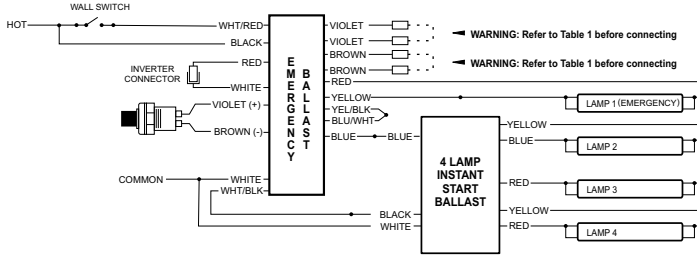 WALL SWITCH
HOT
WHT/RED
BLACK
RED
INVERTER
CONNECTOR
WHITE
VIOLET (+)
BROWN (-)
COMMON
WHITE
WHT/BLK
EMERGENCY
BALLAST
VIOLET
VIOLET
BROWN
BROWN
RED
YELLOW
YEL/BLK
BLU/WHT
BLUE
BLUE
WARNING: Refer to Table 1 before connecting
WARNING: Refer to Table 1 before connecting
BLACK
WHITE
4 LAMP
INSTANT
START
BALLAST
YELLOW
BLUE
RED
YELLOW
RED
LAMP 1 (EMERGENCY)
LAMP 2
LAMP 3
LAMP 4